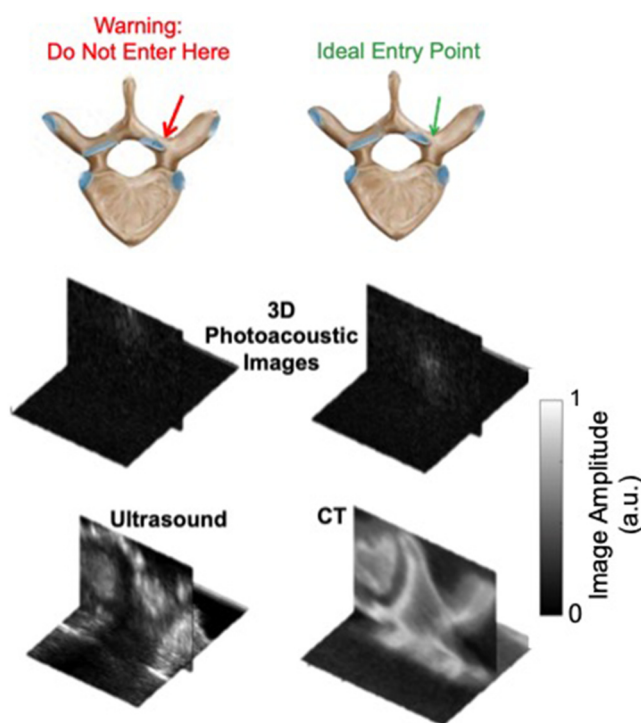 Warning:
Do Not Enter Here
Ideal Entry Point
3D
Photoacoustic
Images
Ultrasound
CT
1
0
Image Amplitude
(a.u.)